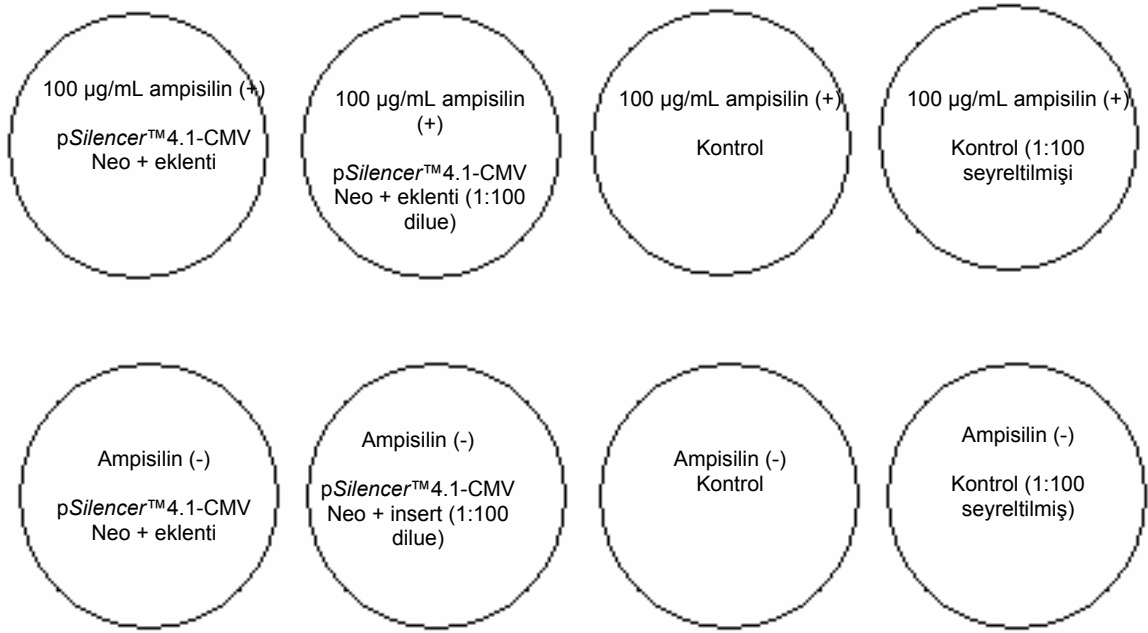 100 µg/mL ampisilin (+)
pSilencer™4.1-CMV
Neo + eklenti
100 µg/mL ampisilin
(+)
pSilencer™4.1-CMV
Neo + eklenti (1:100
dilue)
100 µg/mL ampisilin (+)
Kontrol
100 µg/mL ampisilin (+)
Kontrol (1:100
seyreltilmişi
Ampisilin (-)
pSilencer™4.1-CMV
Neo + eklenti
Ampisilin (-)
pSilencer™4.1-CMV
Neo + insert (1:100
dilue)
Ampisilin (-)
Kontrol
Ampisilin (-)
Kontrol (1:100
seyreltilmiş)